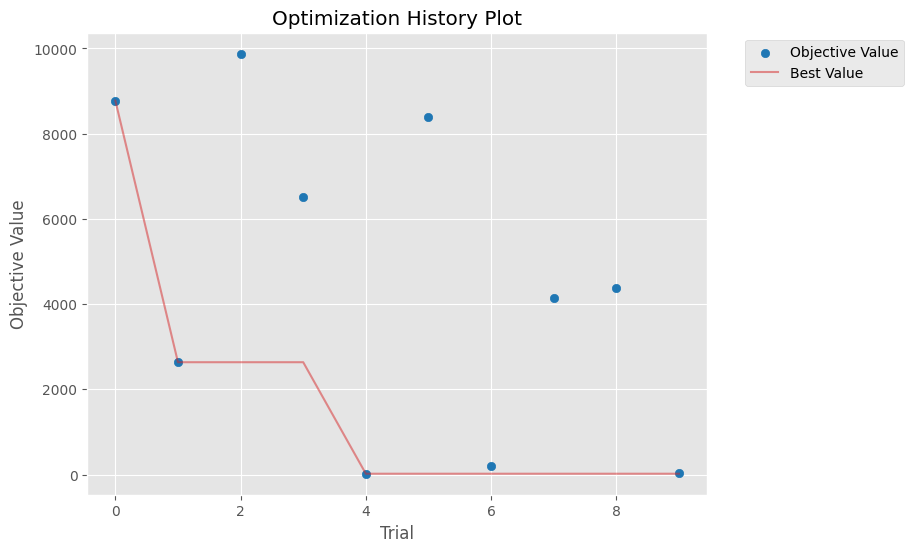 Optimization History Plot
Objective Value
Best Value
10000
8000
6000
4000
2000
0
Objective Value
0 2 4 6 8
Trial